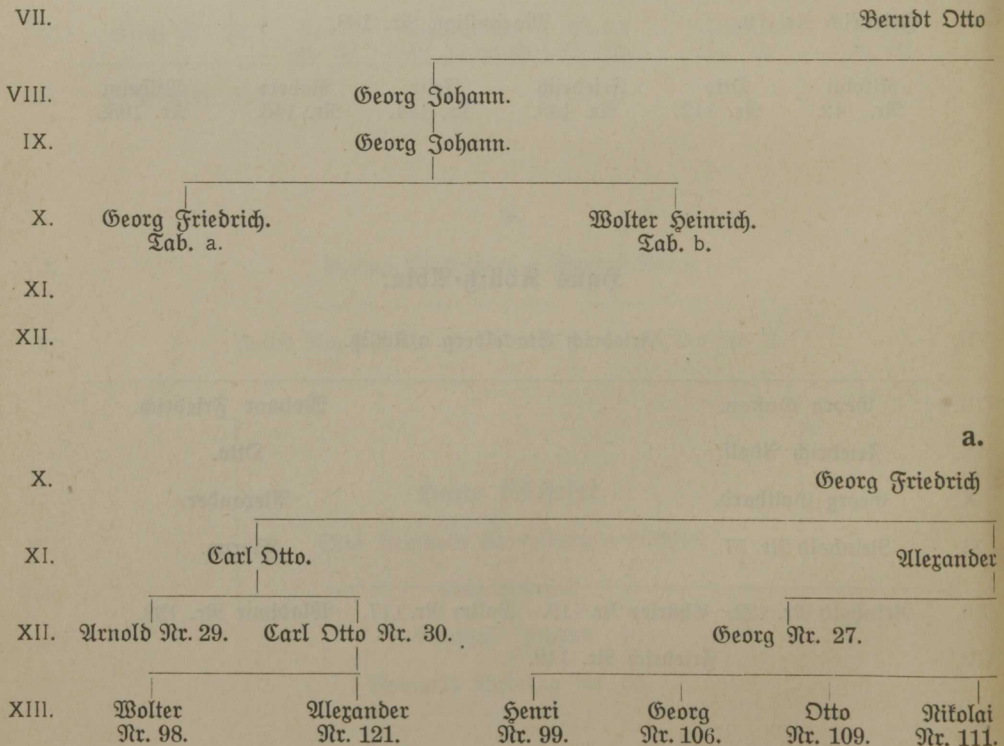 VII. Berndt Otto
VIII. Georg Johann.
IX. Georg Johann.
X. Georg Friedrich. Wolter Heinrich.
Tab. a. Tab. b.
XI.
XII.
a.
X. Georg Friedrich
XI. Carl Otto. Alexander
XII. Arnold Nr. 29. Carl Otto Nr. 30. Georg Nr. 27.
XIII. Wolter Alexander Henri Georg Otto Nikolai
Nr. 98. Nr. 121. Nr. 99. Nr. 106. Nr. 109. Nr. 111.